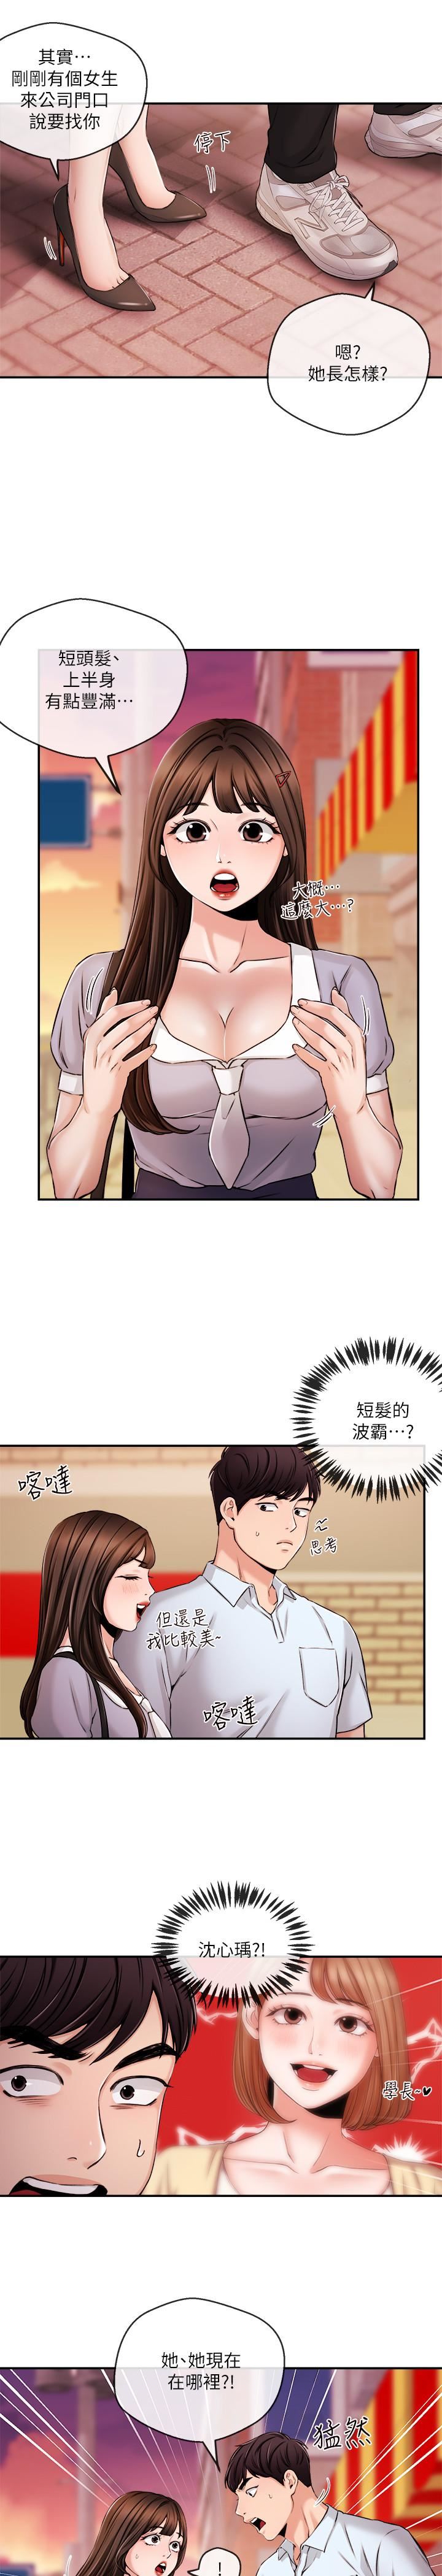 其實⋯
剛剛有個女生
來公司門口
說要找你
停下
嗯?
她長怎樣?
短頭髮、
上半身
有點豐滿⋯
大概⋯
這麼大⋯?
短髮的
波霸⋯?
喀噠
思考
但還是
我比較美~
喀噠
沈心瑀?!
學長~♥
她、她現在
在哪裡?!
猛然
!